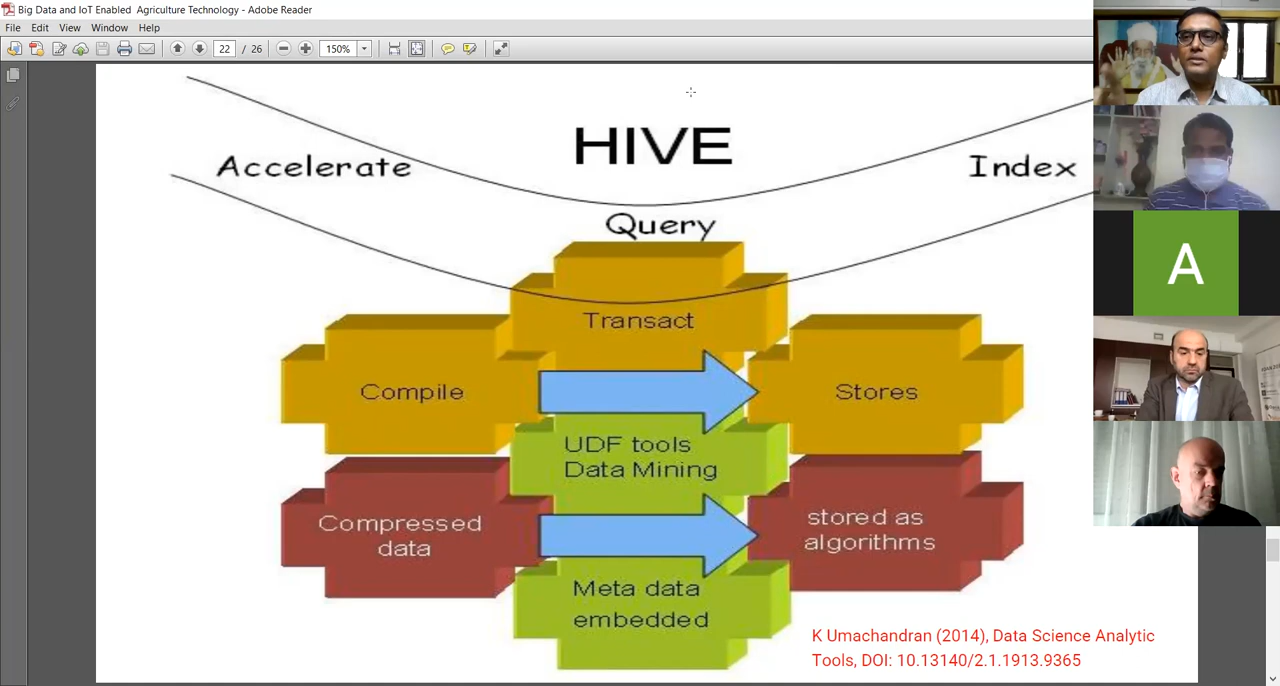 Big Data and IoT Enabled Agriculture Technology - Adobe Reader
File Edit View Window Help
22 / 26 150%
HIVE
Accelerate
Index
Query
Transact
Compile
Stores
UDF tools
Data Mining
Compressed
data
stored as
algorithms
Meta data
embedded
K Umachandran (2014), Data Science Analytic
Tools, DOI: 10.13140/2.1.1913.9365
A